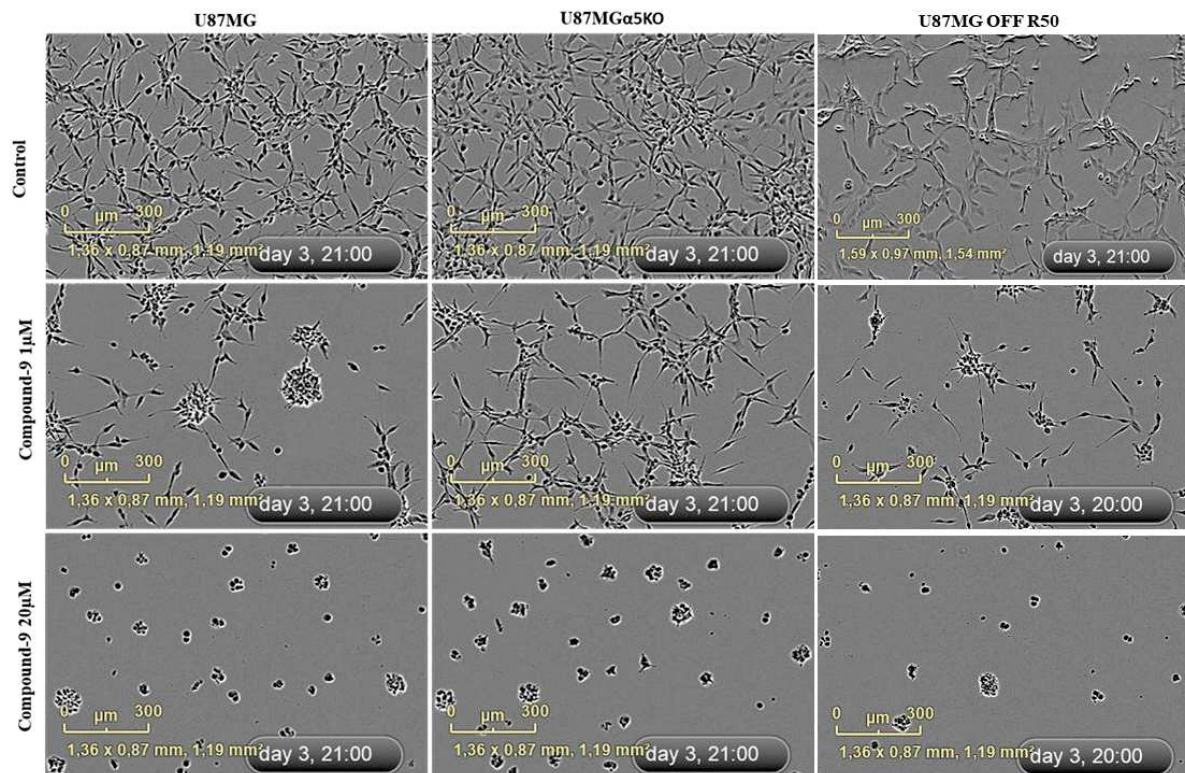 U87MG
U87MGα5KO
U87MG OFF R50
Control
0 µm 300
1,36 x 0,87 mm, 1,19 mm²
day 3, 21:00
0 µm 300
1,36 x 0,87 mm, 1,19 mm²
day 3, 21:00
0 µm 300
1,59 x 0,97 mm, 1,54 mm²
day 3, 21:00
Compound-9 1µM
0 µm 300
1,36 x 0,87 mm, 1,19 mm²
day 3, 21:00
0 µm 300
1,36 x 0,87 mm, 1,19 mm²
day 3, 21:00
0 µm 300
1,36 x 0,87 mm, 1,19 mm²
day 3, 20:00
Compound-9 20µM
0 µm 300
1,36 x 0,87 mm, 1,19 mm²
day 3, 21:00
0 µm 300
1,36 x 0,87 mm, 1,19 mm²
day 3, 21:00
0 µm 300
1,36 x 0,87 mm, 1,19 mm²
day 3, 20:00